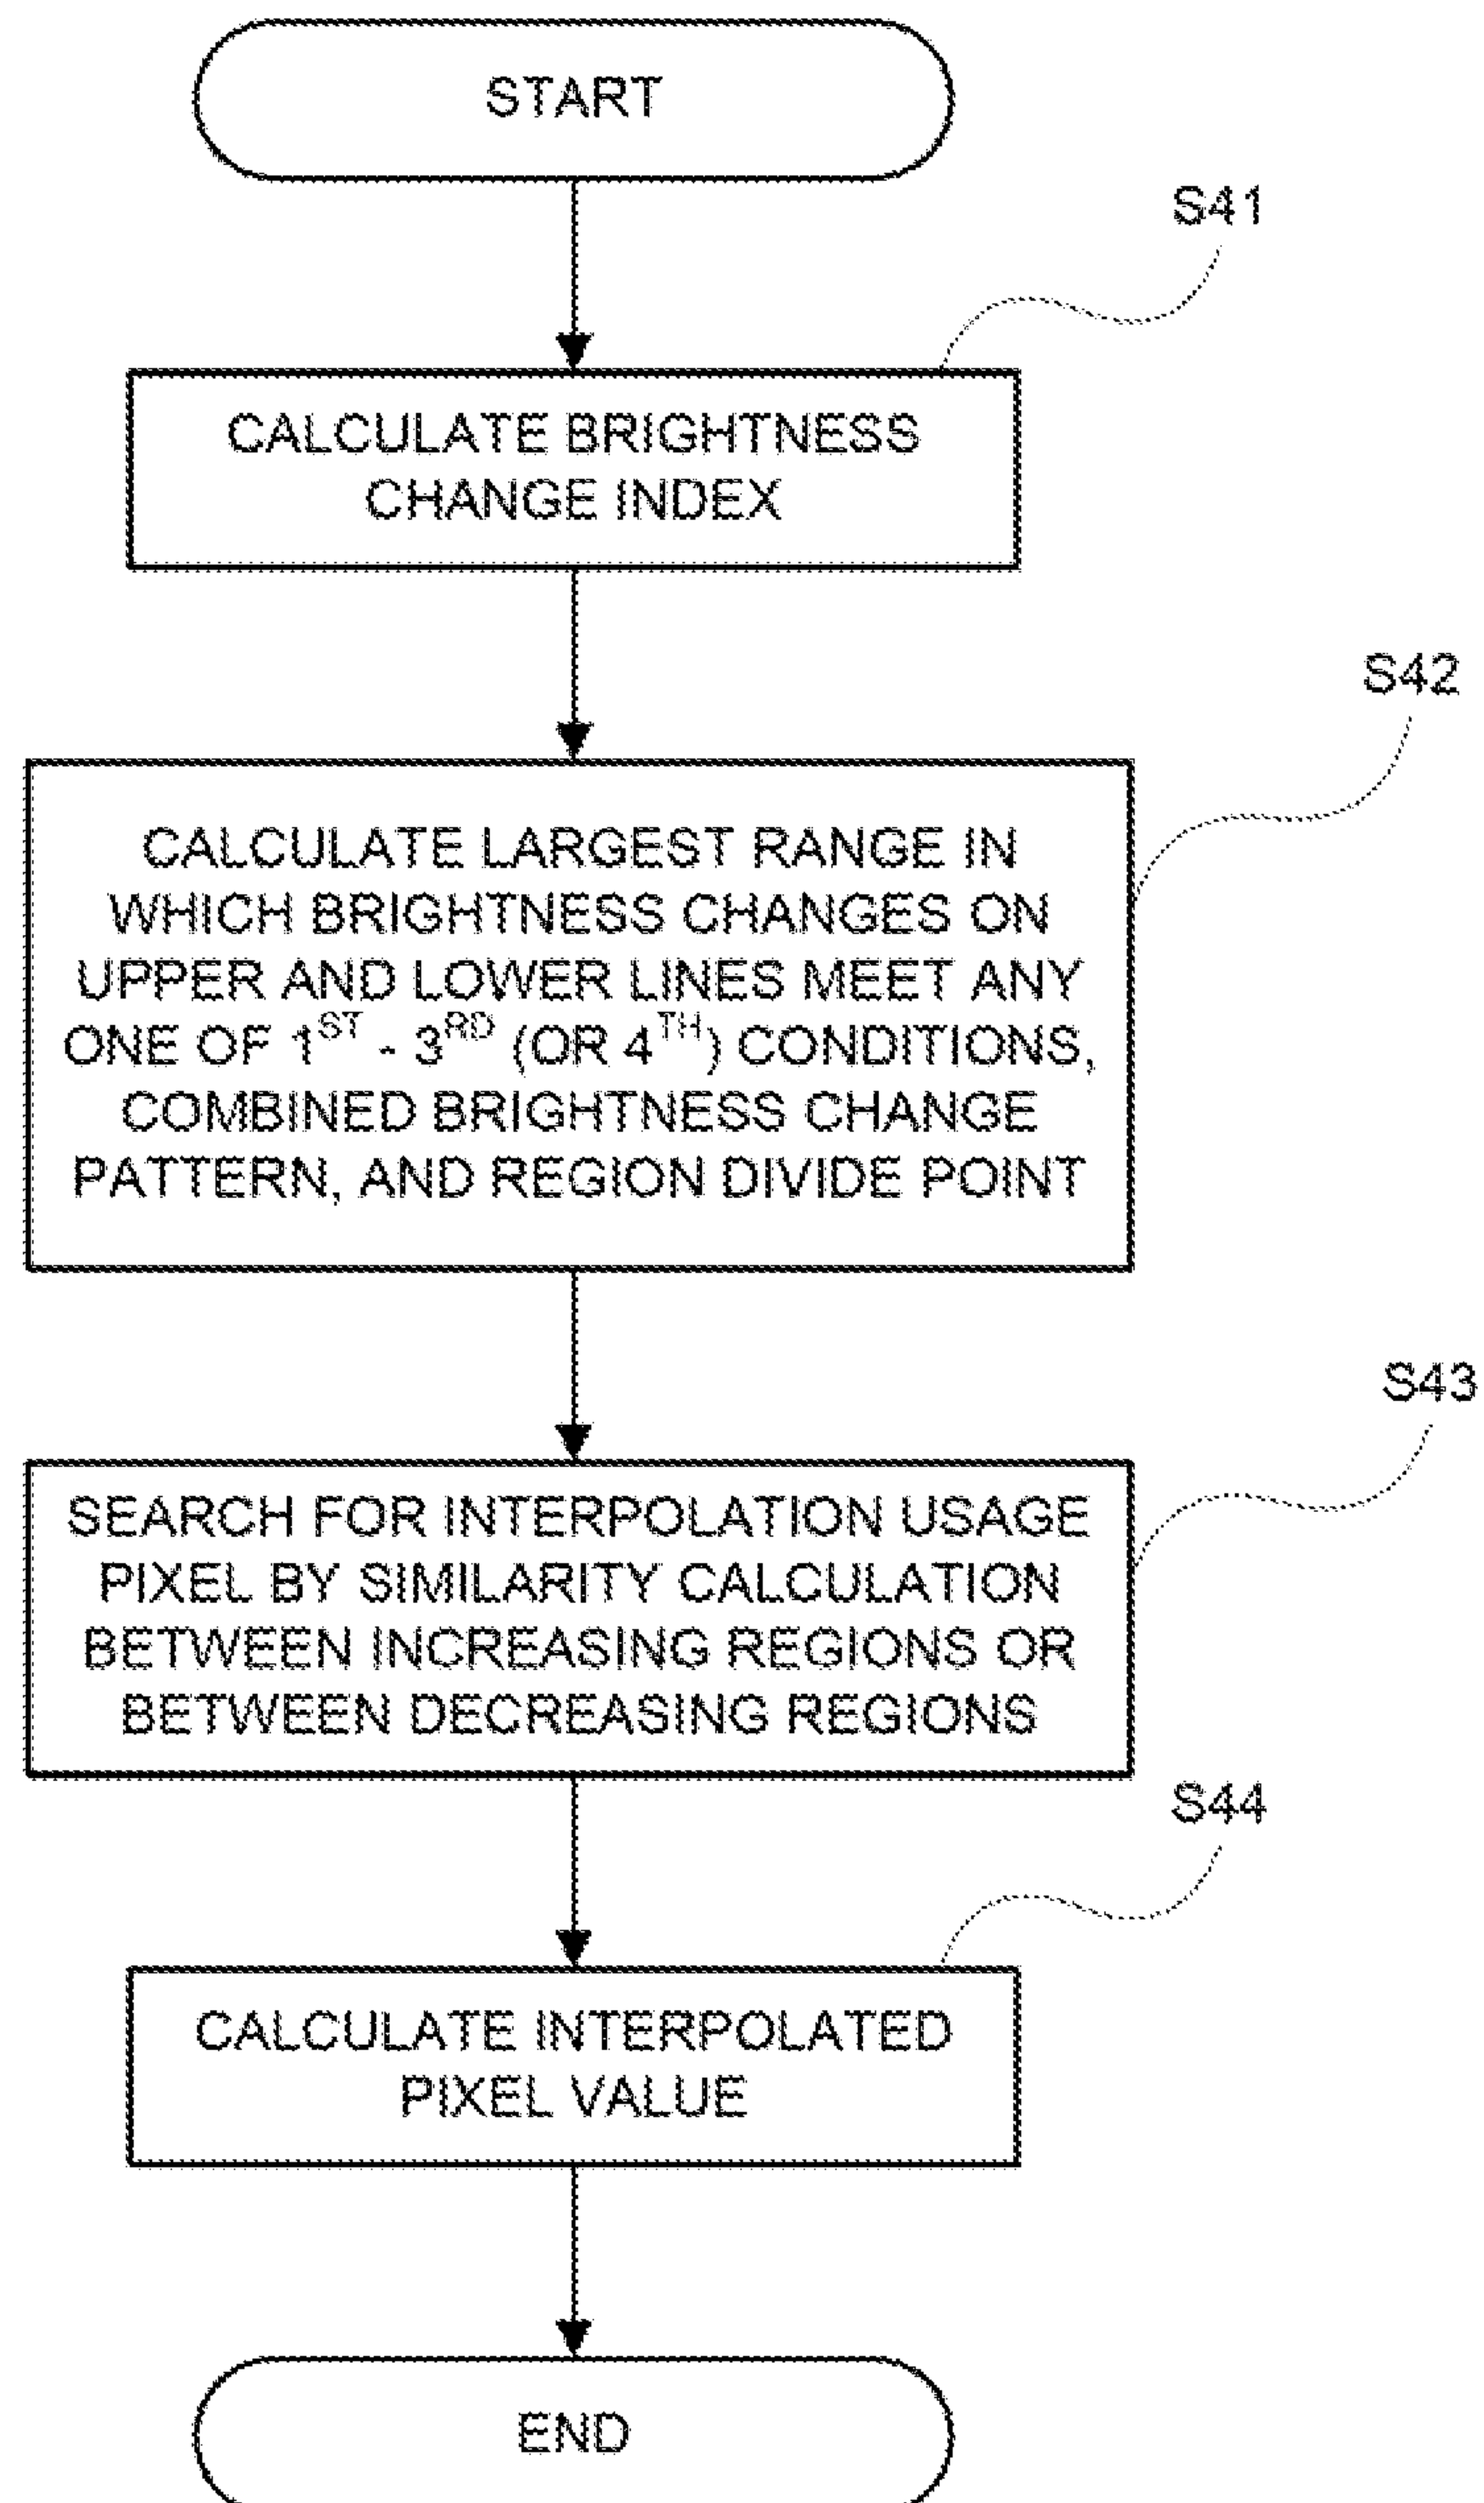 START
S41
CALCULATE BRIGHTNESS
CHANGE INDEX
S42
CALCULATE LARGEST RANGE IN
WHICH BRIGHTNESS CHANGES ON
UPPER AND LOWER LINES MEET ANY
ONE OF 1ST - 3RD (OR 4TH) CONDITIONS,
COMBINED BRIGHTNESS CHANGE
PATTERN, AND REGION DIVIDE POINT
S43
SEARCH FOR INTERPOLATION USAGE
PIXEL BY SIMILARITY CALCULATION
BETWEEN INCREASING REGIONS OR
BETWEEN DECREASING REGIONS
S44
CALCULATE INTERPOLATED
PIXEL VALUE
END